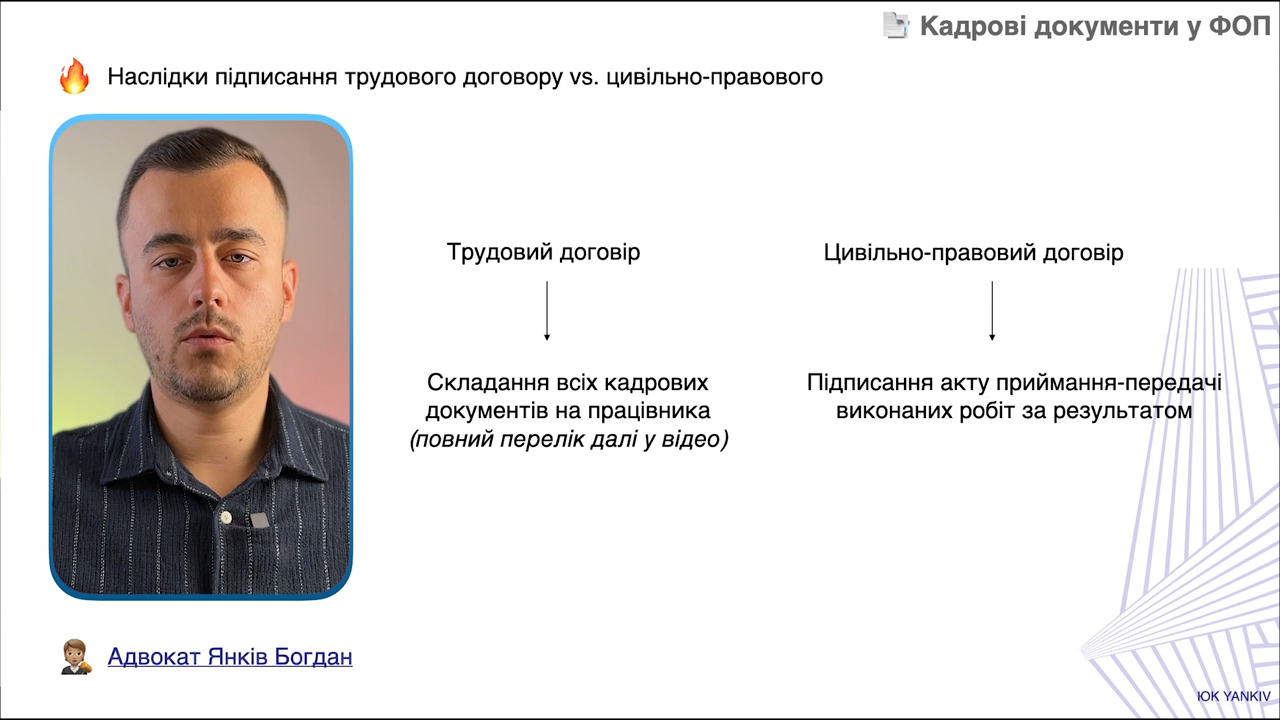 Кадрові документи у ФОП
Наслідки підписання трудового договору vs. цивільно-правового
Трудовий договір
Складання всіх кадрових
документів на працівника
(повний перелік далі у відео)
Цивільно-правовий договір
Підписання акту приймання-передачі
виконаних робіт за результатом
Адвокат Янків Богдан
ЮК YANKIV